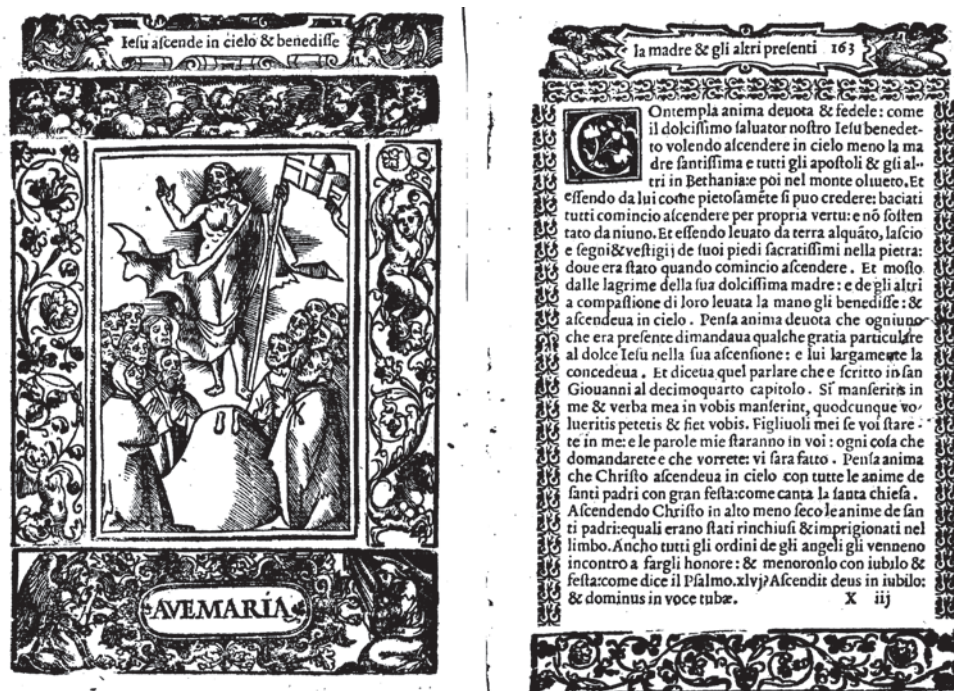 Iesu ascende in cielo & benedisse
AVEMARÍA
la madre & gli altri presenti 163
COntempla anima deuota & fedele: come
il dolcissimo saluator nostro Iesu benedet-
to volendo ascendere in cielo meno la ma
dre santissima e tutti gli apostoli & gli al-
tri in Bethania: e poi nel monte oliueto. Et
essendo da lui come pietosamẽte si puo credere: baciati
tutti comincio ascendere per propria vertu: e nõ sosten
tato da niuno. Et essendo leuato da terra alquãto, lascio
e segni & vestigij de suoi piedi sacratissimi nella pietra:
doue era stato quando comincio ascendere. Et mosso
dalle lagrime della sua dolcissima madre: e degli altri
a compassione di loro leuata la mano gli benedisse: &
ascendeua in cielo. Pensa anima deuota che ogniuno
che era presente dimandaua qualche gratia particulare
al dolce Iesu nella sua ascensione: e lui largamente la
concedeua. Et diceua quel parlare che e scritto in san
Giouanni al decimoquarto capitolo. Si manseritis in
me & verba mea in vobis manserint, quodcunque vo-
lueritis petetis & fiet vobis. Figliuoli mei se voi stare-
te in me: e le parole mie staranno in voi: ogni cosa che
domandarete e che vorrete: vi sara fatto. Pensa anima
che Christo ascendeua in cielo con tutte le anime de
santi padri con gran festa: come canta la santa chiesa.
Ascendendo Christo in alto meno seco le anime de san
ti padri: equali erano stati rinchiusi & imprigionati nel
limbo. Ancho tutti gli ordini de gli angeli gli venneno
incontro a fargli honore: & menoronlo con iubilo &
festa: come dice il Psalmo. xlvj? Ascendit deus in iubilo:
& dominus in voce tubæ. X iij